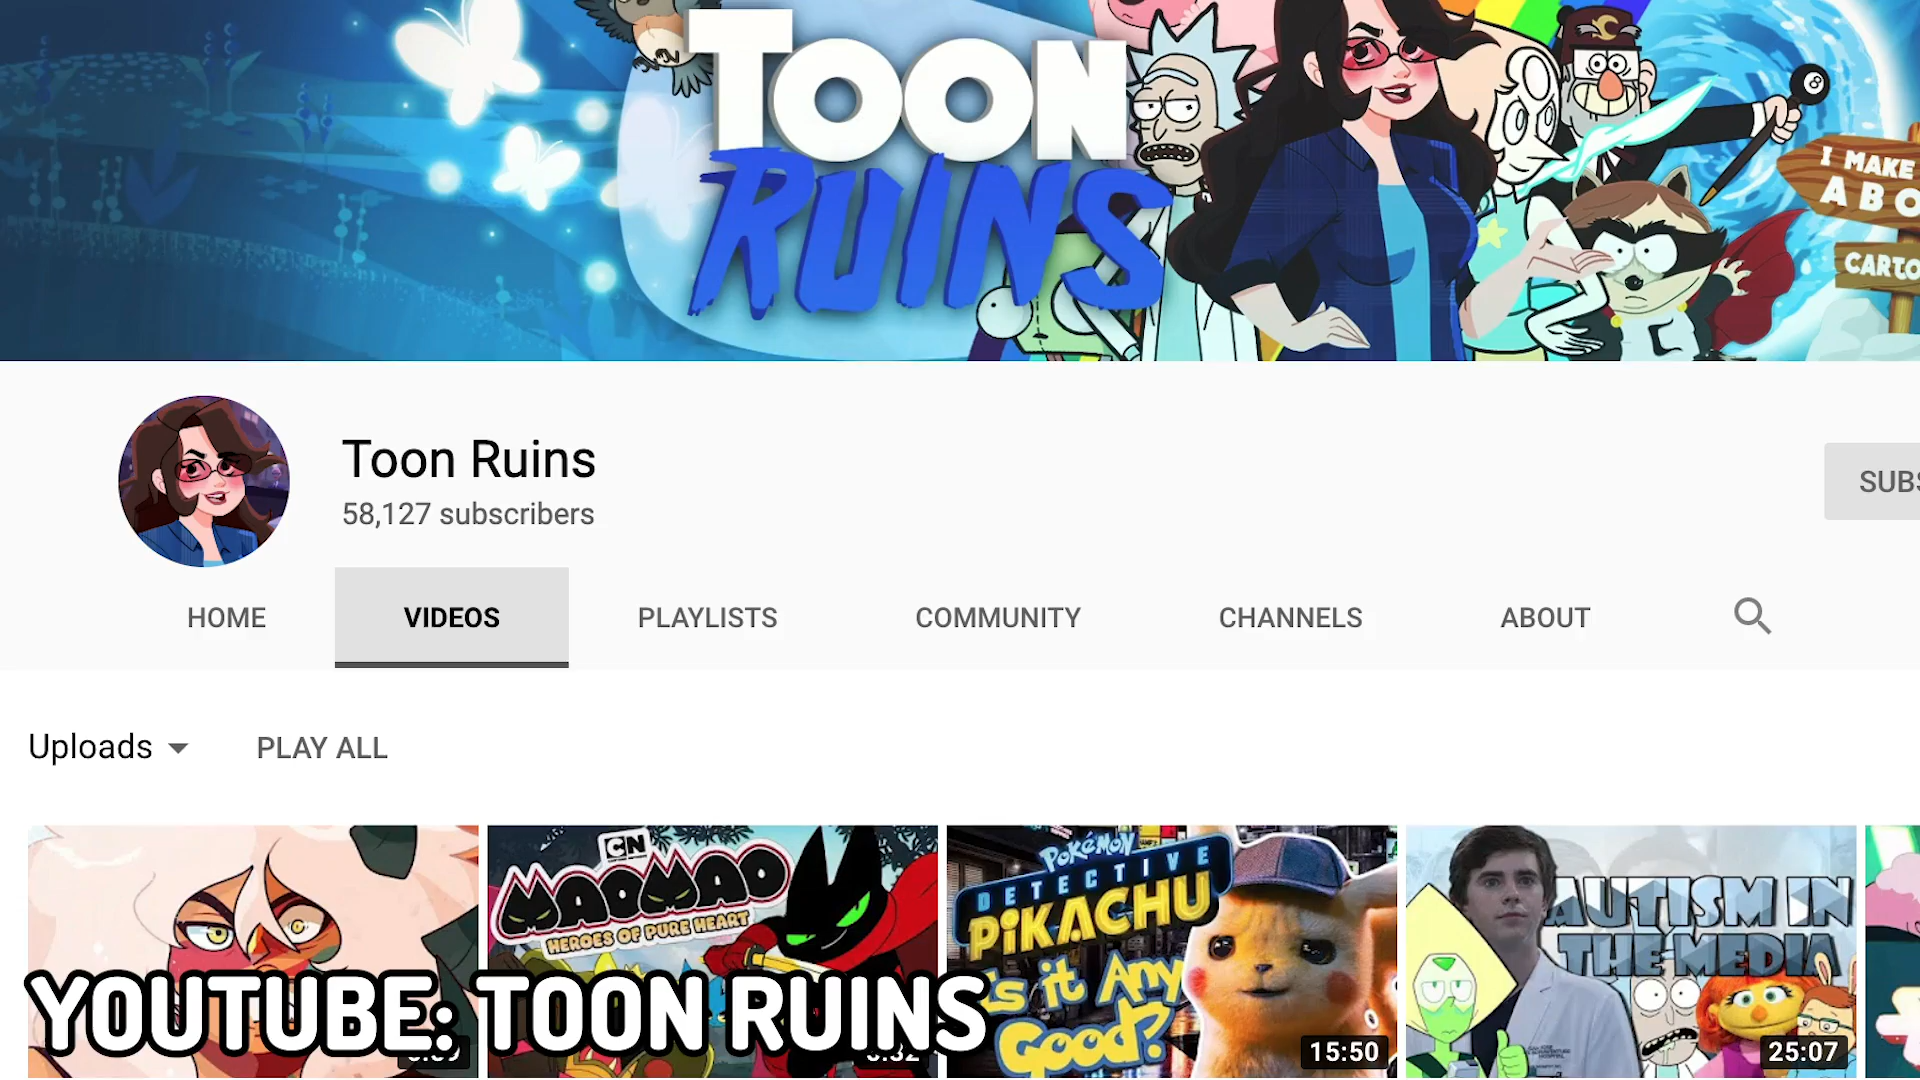 TOON
RUINS
I MAKE
ABO
CARTO
Toon Ruins
58,127 subscribers
SUBS
HOME
VIDEOS
PLAYLISTS
COMMUNITY
CHANNELS
ABOUT
Uploads
PLAY ALL
CN
MAOMAO
HEROES OF PURE HEART
POKÉMON
DETECTIVE
PIKACHU
is it Any
Good?
15:50
AUTISM IN
THE MEDIA
25:07
YOUTUBE: TOON RUINS